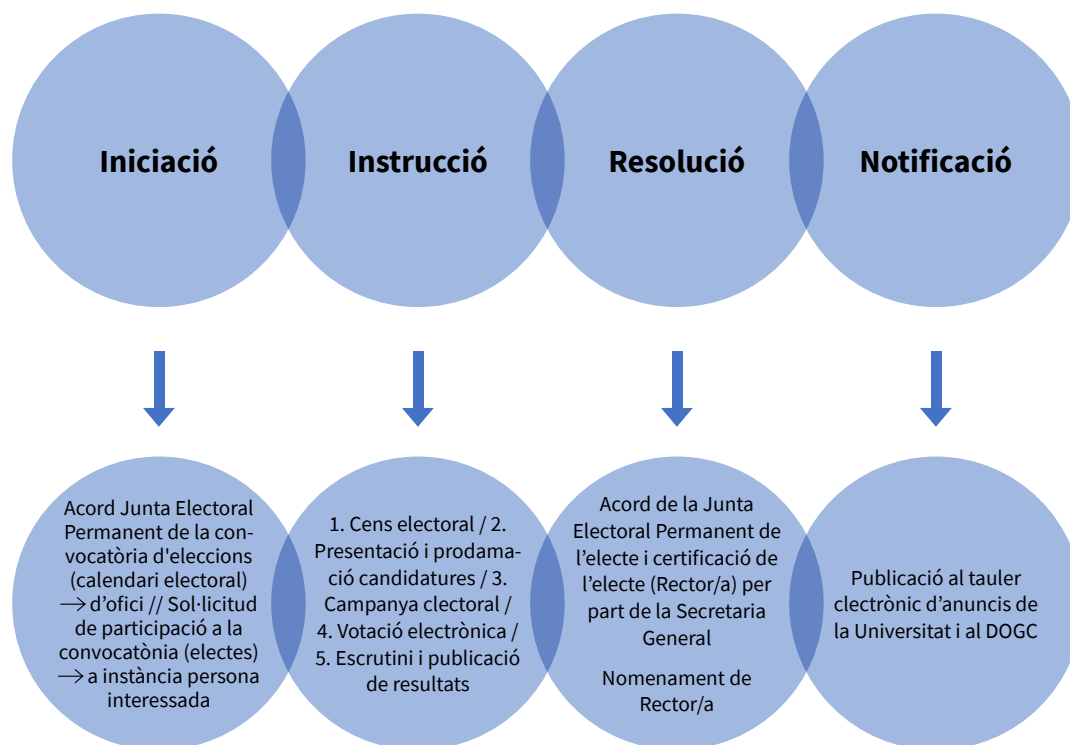 Iniciació
Instrucció
Resolució
Notificació
Acord Junta Electoral
Permanent de la con-
vocatòria d'eleccions
(calendari electoral)
→ d’ofici // Sol·licitud
de participació a la
convocatònia (electes)
→ a instància persona
interessada
1. Cens electoral / 2.
Presentació i prodama-
ció candidatures / 3.
Campanya clectoral /
4. Votació electrònica /
5. Escrutini i publicació
de resultats
Acord de la Junta
Electoral Permanent de
l’electe i certificació de
l’electe (Rector/a) per
part de la Secretaria
General
Nomenament de
Rector/a
Publicació al tauler
clectrònic d’anuncis de
la Universitat i al DOGC